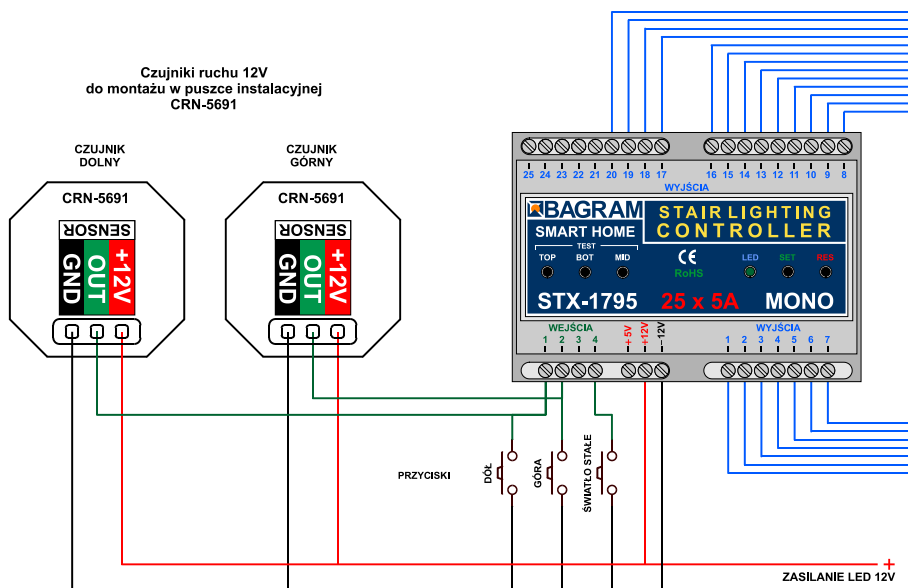 Czujniki ruchu 12V
do montażu w puszce instalacyjnej
CRN-5691
CZUJNIK
DOLNY
CZUJNIK
GÓRNY
CRN-5691
SENSOR
GND
OUT
+12V
CRN-5691
SENSOR
GND
OUT
+12V
25 24 23 22 21 20 19 18 17
16 15 14 13 12 11 10 9 8
WYJŚCIA
BAGRAM
SMART HOME
STAIR LIGHTING
CONTROLLER
TEST
TOP BOT MID
CE
RoHS
LED SET RES
STX-1795 25 x 5A MONO
WEJŚCIA
1 2 3 4
+ 5V
+12V
-12V
WYJŚCIA
1 2 3 4 5 6 7
PRZYCISKI
DÓŁ
GÓRA
ŚWIATŁO STAŁE
+
ZASILANIE LED 12V